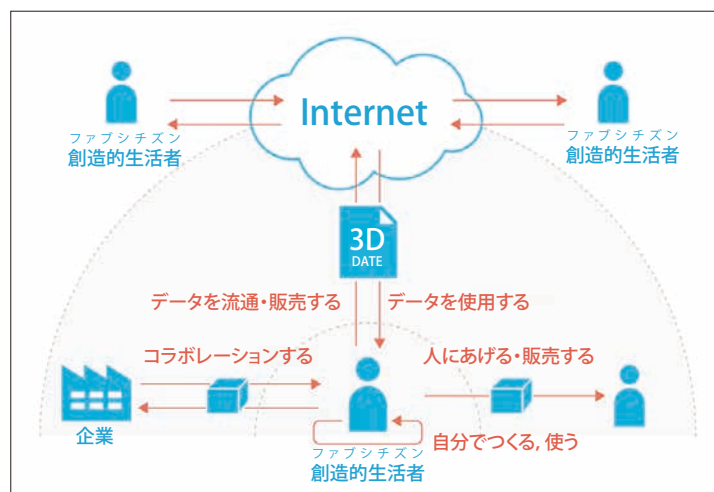 Internet
ファブシチズン
創造的生活者
ファブシチズン
創造的生活者
3D
DATE
データを流通・販売する
データを使用する
コラボレーションする
人にあげる・販売する
企業
自分でつくる, 使う
ファブシチズン
創造的生活者